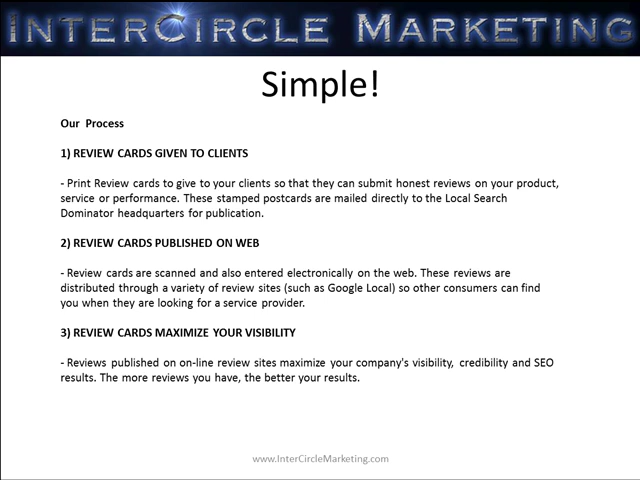 INTERCIRCLE MARKETING
Simple!
Our Process
1) REVIEW CARDS GIVEN TO CLIENTS
- Print Review cards to give to your clients so that they can submit honest reviews on your product,
service or performance. These stamped postcards are mailed directly to the Local Search
Dominator headquarters for publication.
2) REVIEW CARDS PUBLISHED ON WEB
- Review cards are scanned and also entered electronically on the web. These reviews are
distributed through a variety of review sites (such as Google Local) so other consumers can find
you when they are looking for a service provider.
3) REVIEW CARDS MAXIMIZE YOUR VISIBILITY
- Reviews published on on-line review sites maximize your company's visibility, credibility and SEO
results. The more reviews you have, the better your results.
www.InterCircleMarketing.com